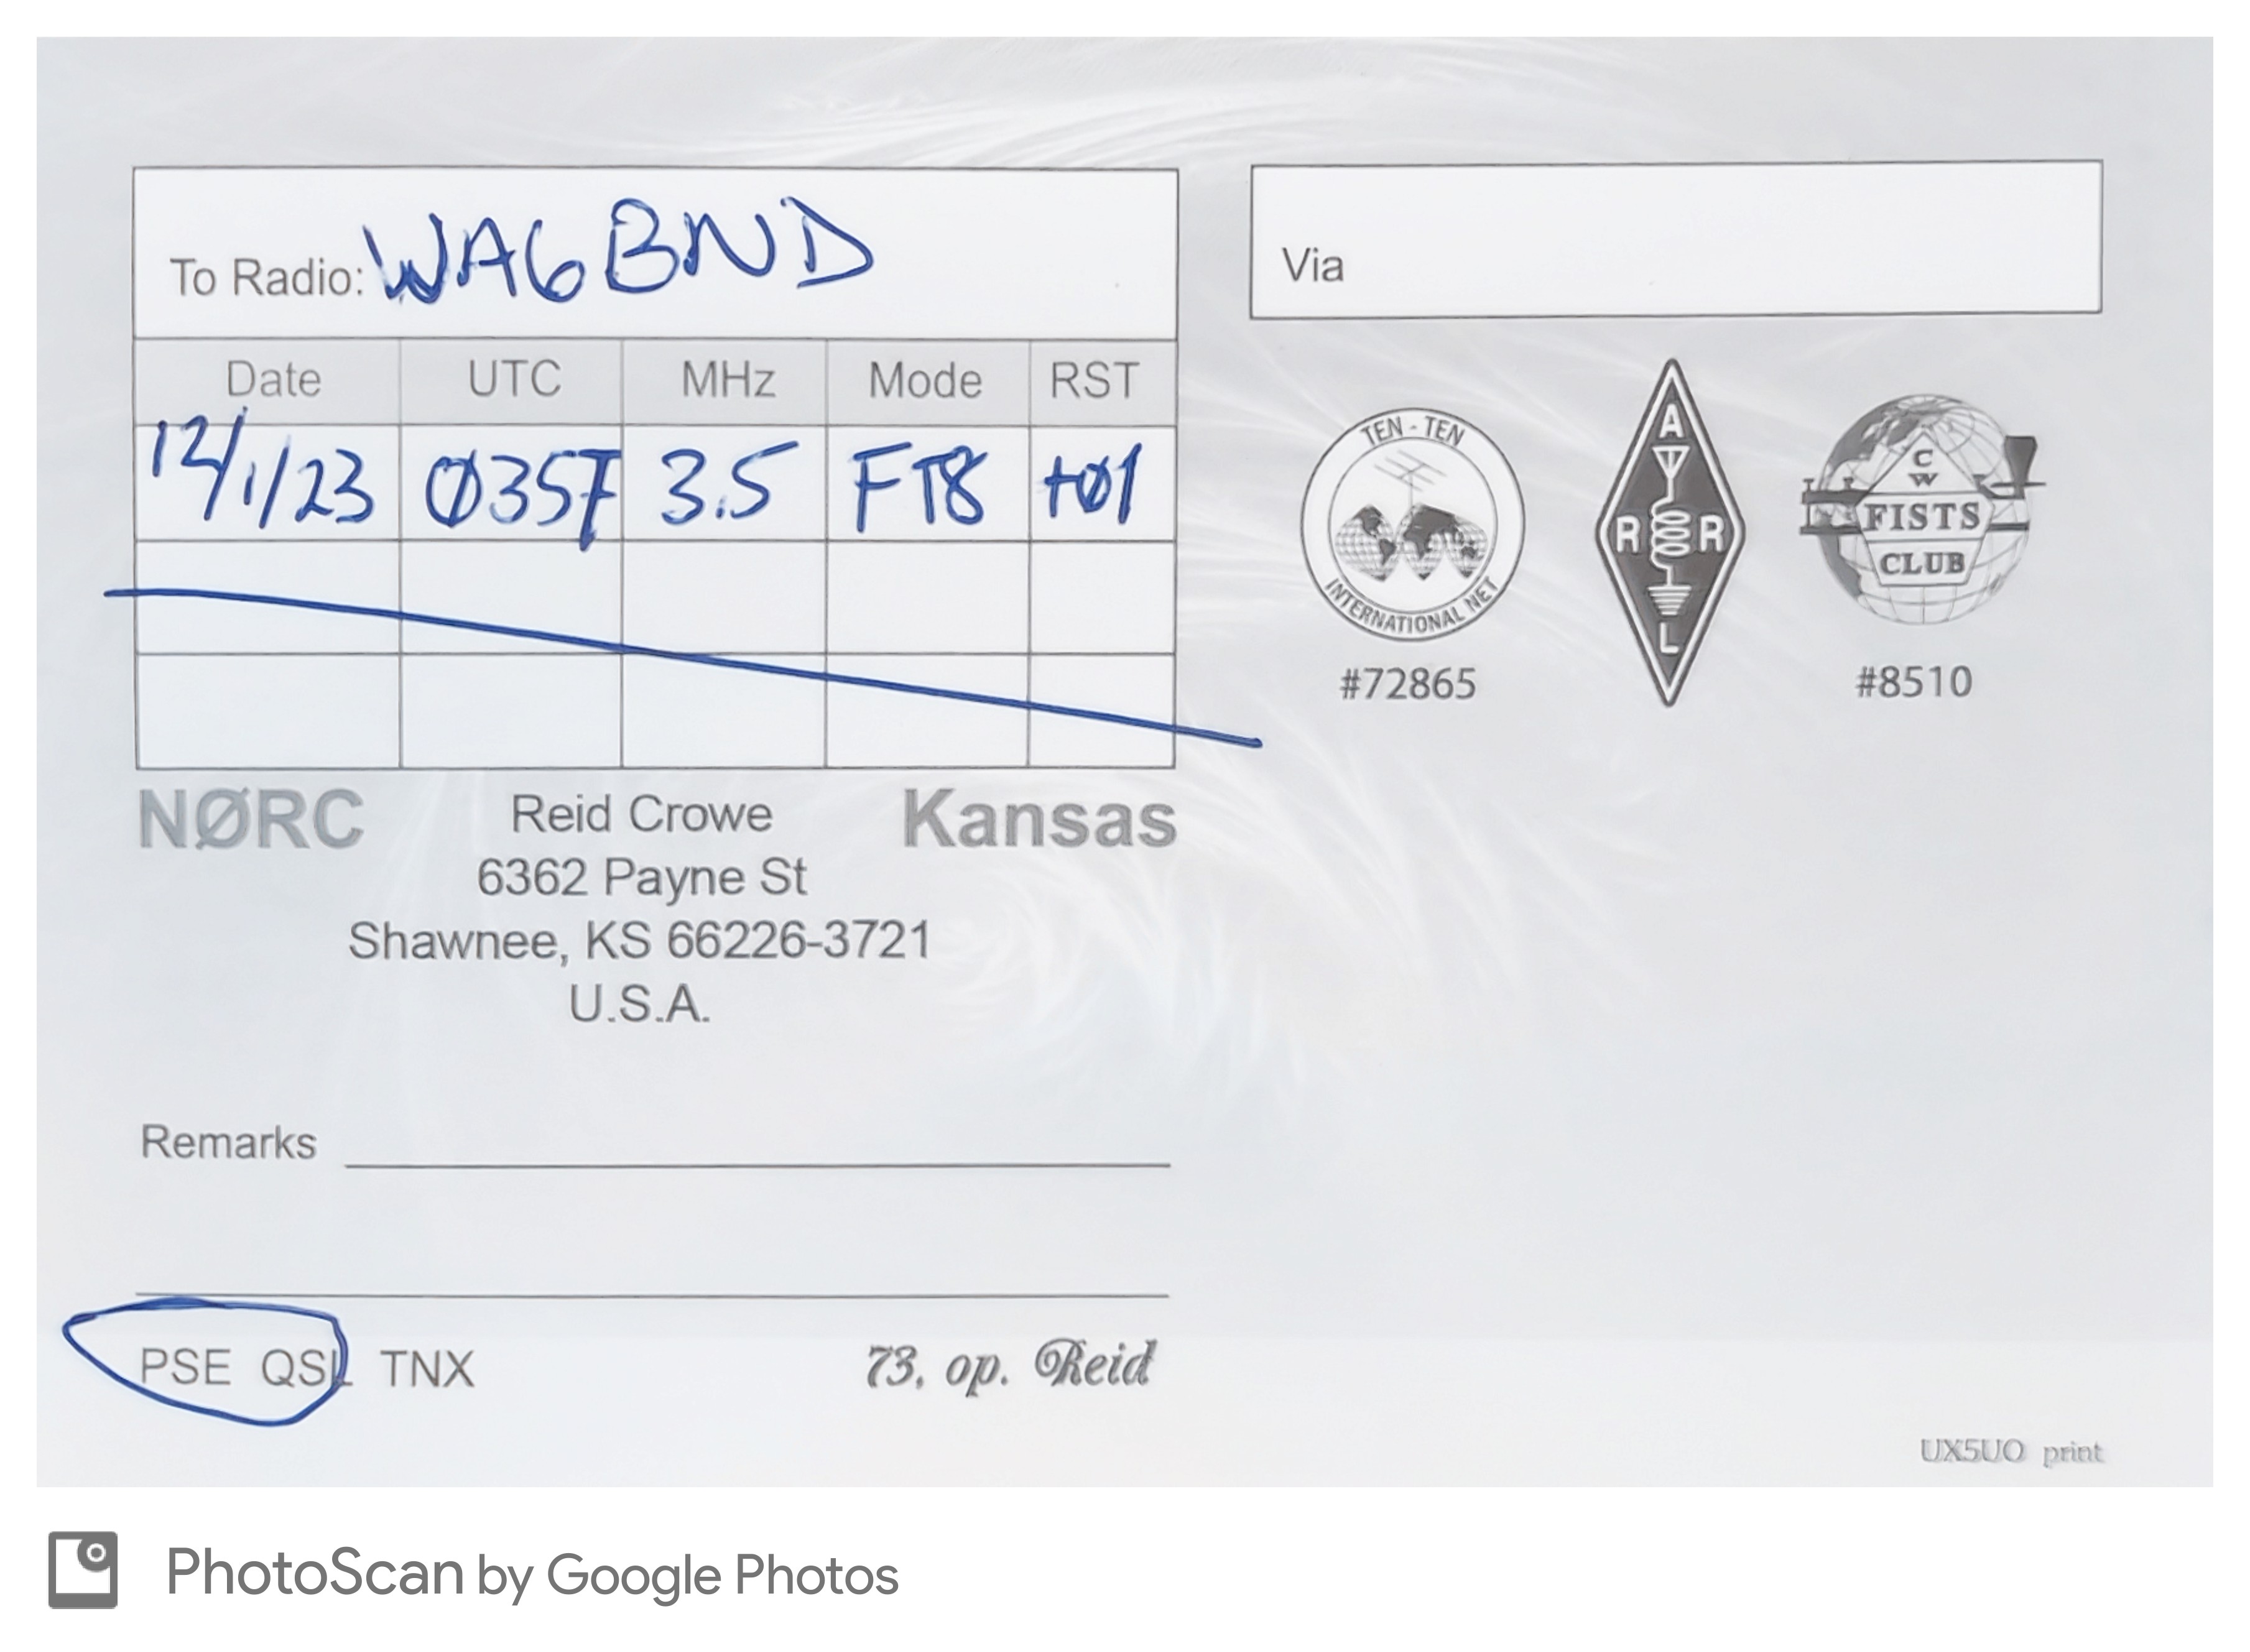 To Radio: WA6BND
Via
Date UTC MHz Mode RST
12/1/23 Ø357 3.5 FT8 +Ø1
TEN - TEN
INTERNATIONAL NET
#72865
A
R R
L
C
W
FISTS
CLUB
#8510
NØRC Reid Crowe Kansas
6362 Payne St
Shawnee, KS 66226-3721
U.S.A.
Remarks
PSE QSL TNX 73, op. Reid
UX5UO print
PhotoScan by Google Photos